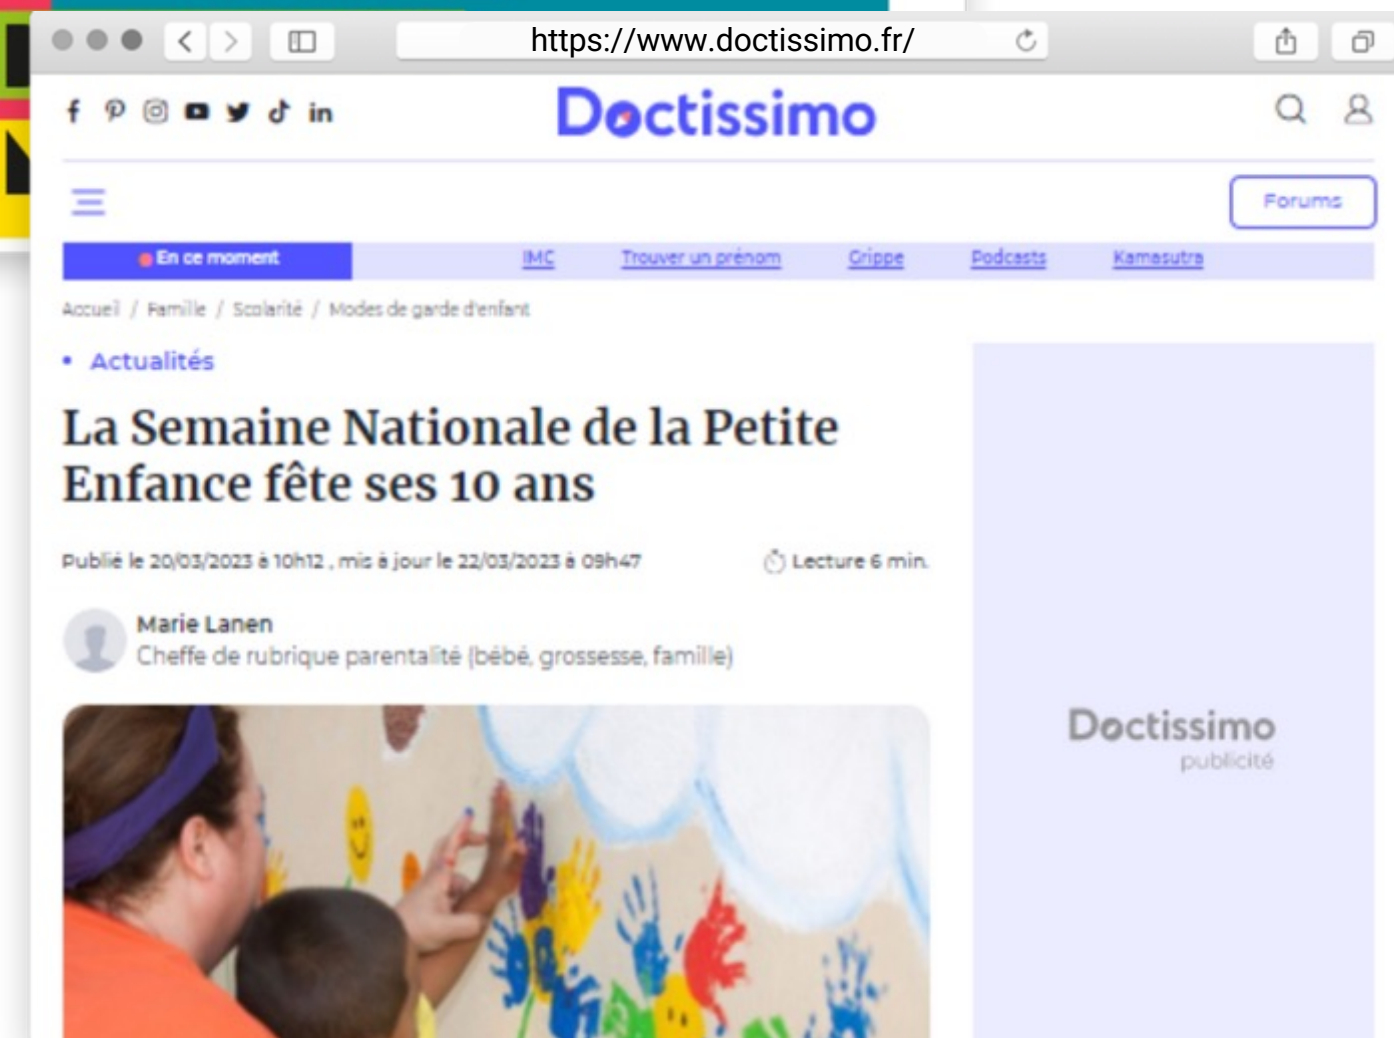 https://www.doctissimo.fr/
Doctissimo
Forums
En ce moment IMC Trouver un prénom Grippe Podcasts Kamasutra
Accueil / Famille / Scolarité / Modes de garde d'enfant
• Actualités
La Semaine Nationale de la Petite
Enfance fête ses 10 ans
Publié le 20/03/2023 à 10h12 , mis à jour le 22/03/2023 à 09h47 Lecture 6 min.
Marie Lanen
Cheffe de rubrique parentalité (bébé, grossesse, famille)
Doctissimo
publicité